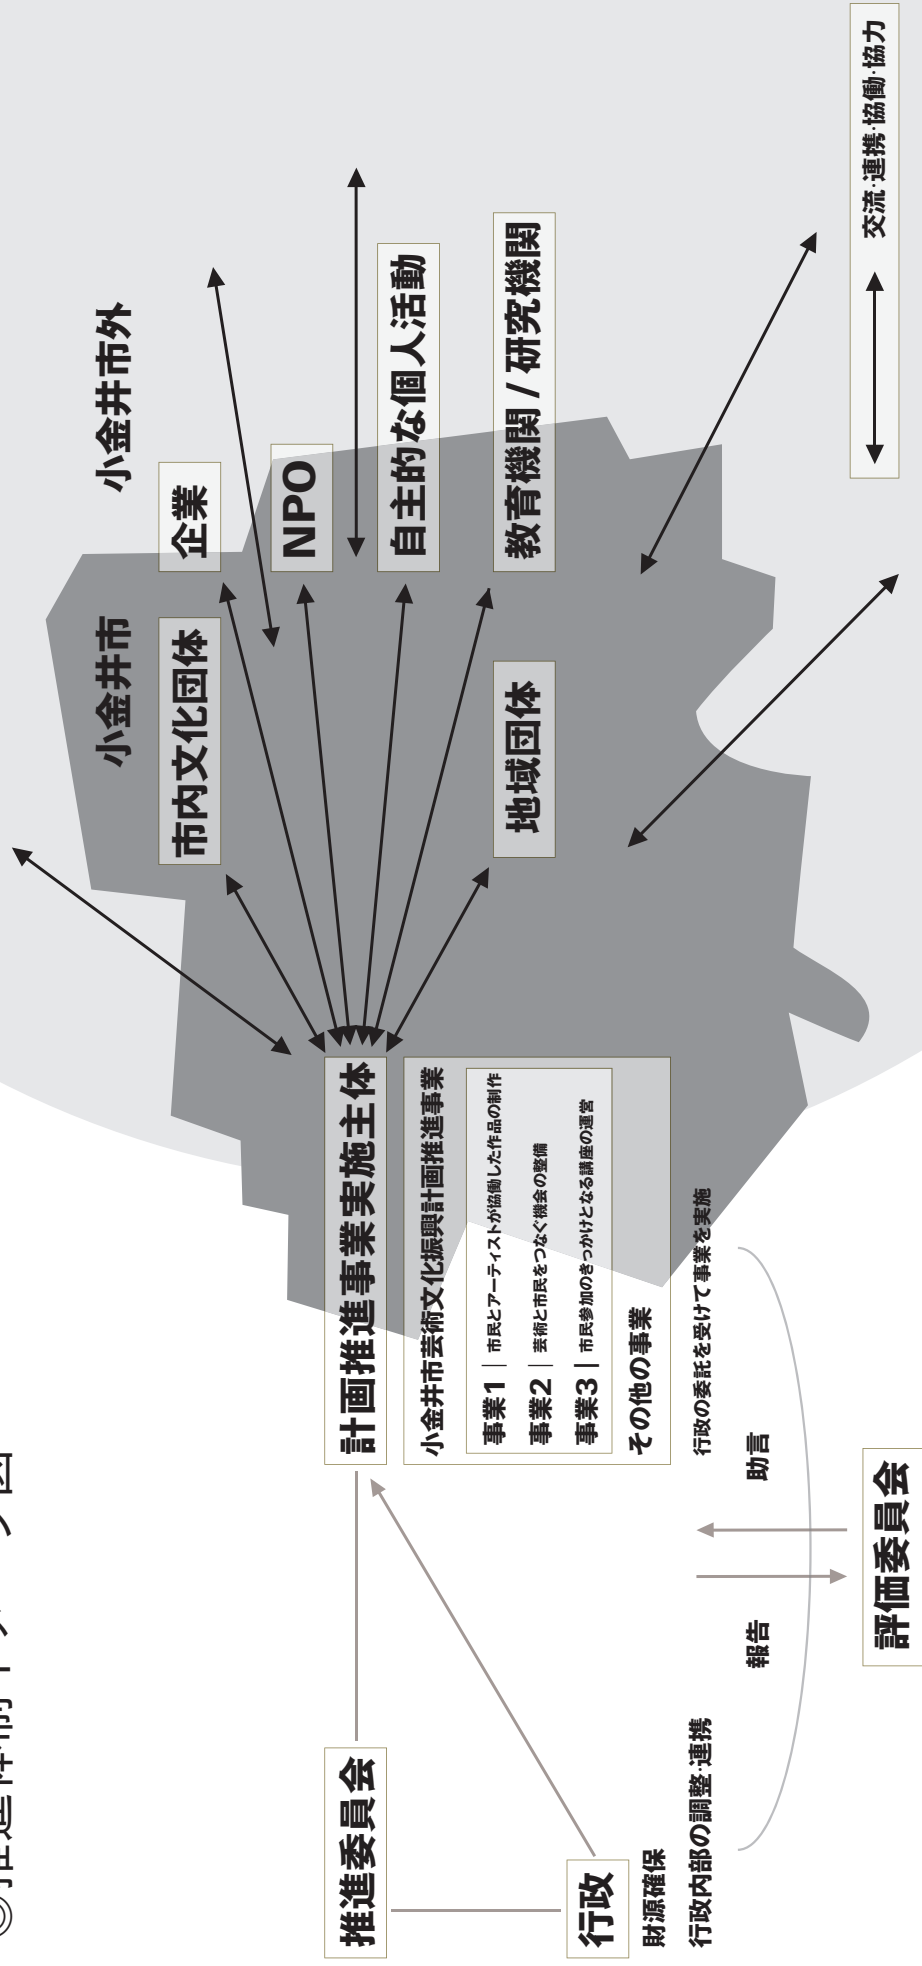 ◎推進体制イメージ図
小金井市
小金井市外
市内文化団体
企業
NPO
自主的な個人活動
地域団体
教育機関 / 研究機関
推進委員会
計画推進事業実施主体
小金井市芸術文化振興計画推進事業
事業1｜市民とアーティストが協働した作品の制作
事業2｜芸術と市民をつなぐ機会の整備
事業3｜市民参加のきっかけとなる講座の運営
その他の事業
行政の委託を受けて事業を実施
行政
財源確保
行政内部の調整・連携
報告
助言
評価委員会
交流・連携・協働・協力